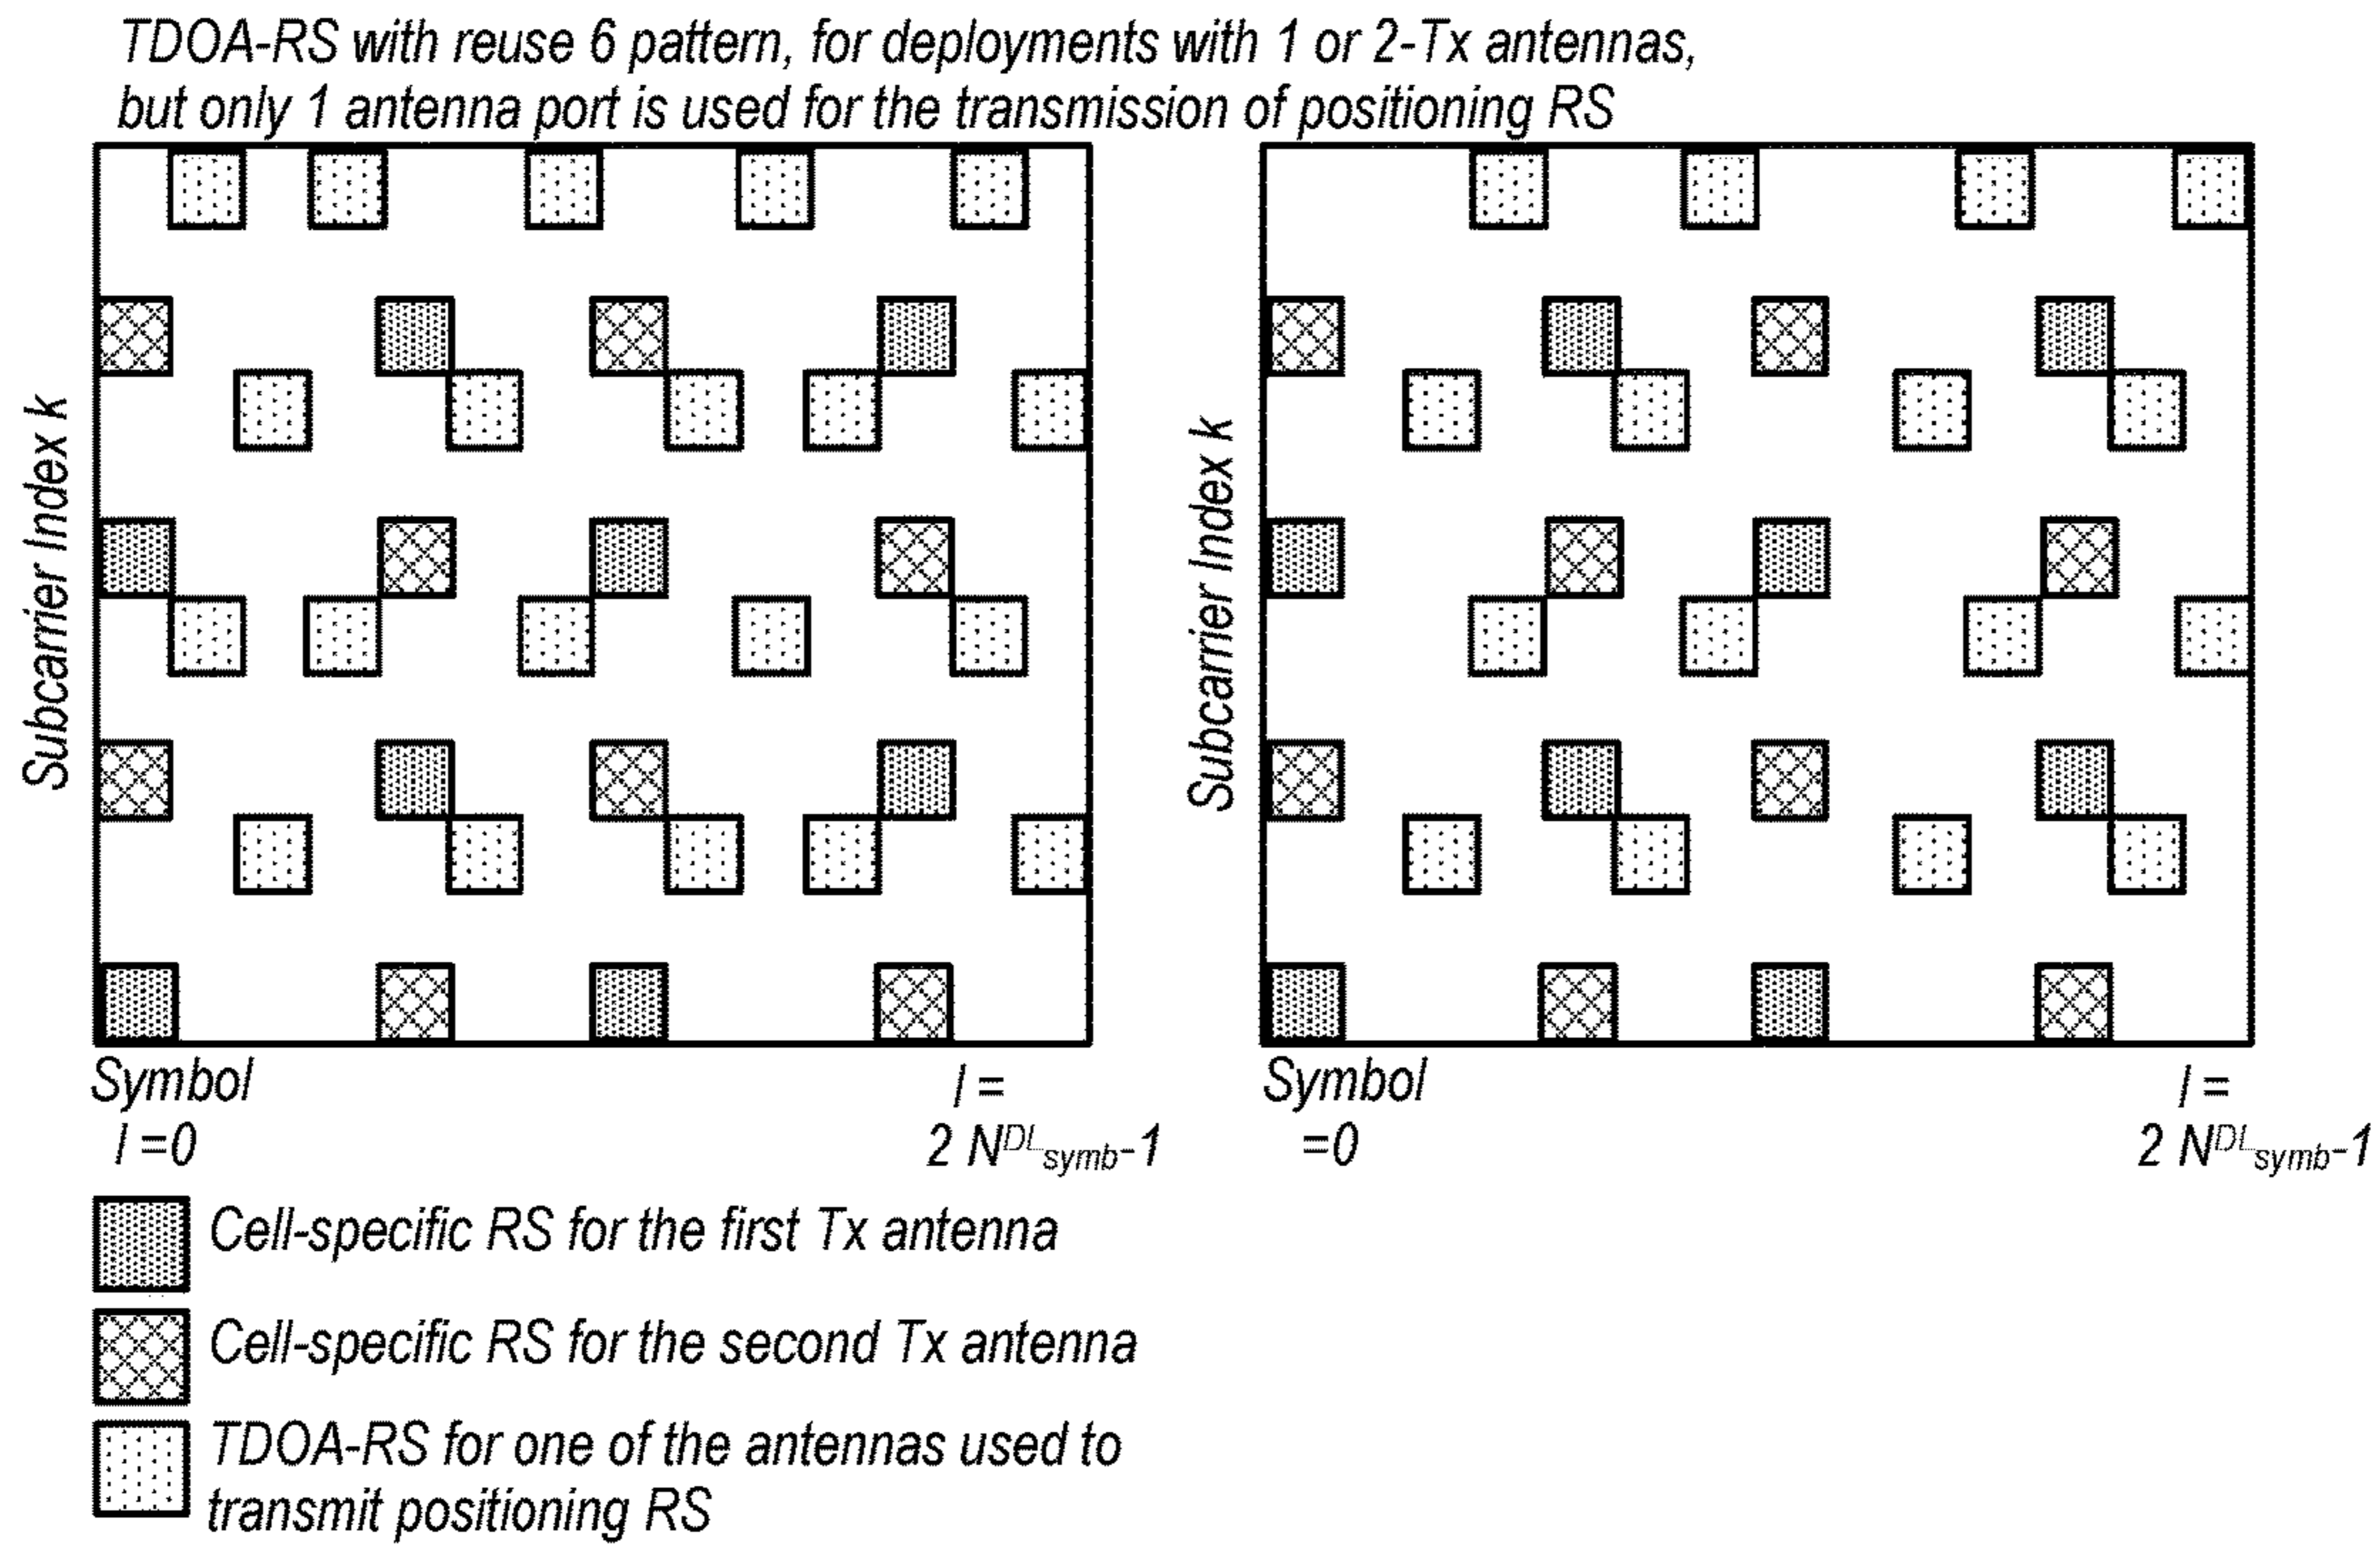 TDOA-RS with reuse 6 pattern, for deployments with 1 or 2-Tx antennas,
but only 1 antenna port is used for the transmission of positioning RS
Subcarrier Index k
Symbol
l =0
l =
2 N^DL_symb-1
Subcarrier Index k
Symbol
=0
l =
2 N^DL_symb-1
Cell-specific RS for the first Tx antenna
Cell-specific RS for the second Tx antenna
TDOA-RS for one of the antennas used to
transmit positioning RS